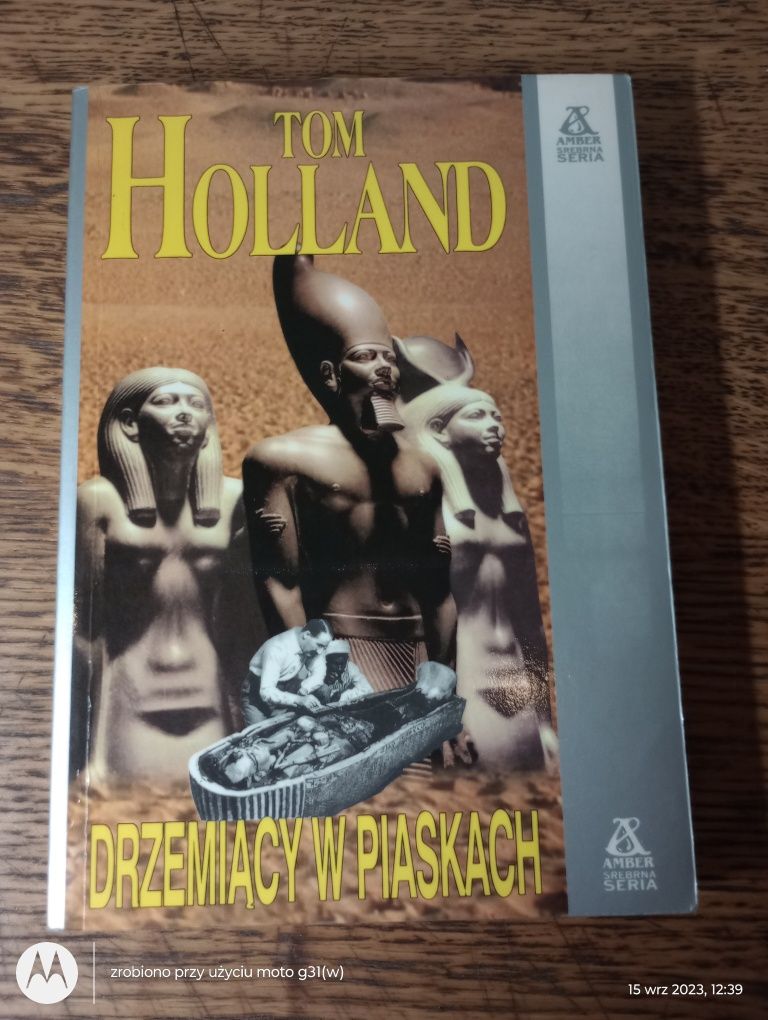 TOM
HOLLAND
AMBER
SREBRNA
SERIA
DRZEMIĄCY W PIASKACH
AMBER
SREBRNA
SERIA
zrobiono przy użyciu moto g31(w)
15 wrz 2023, 12:39